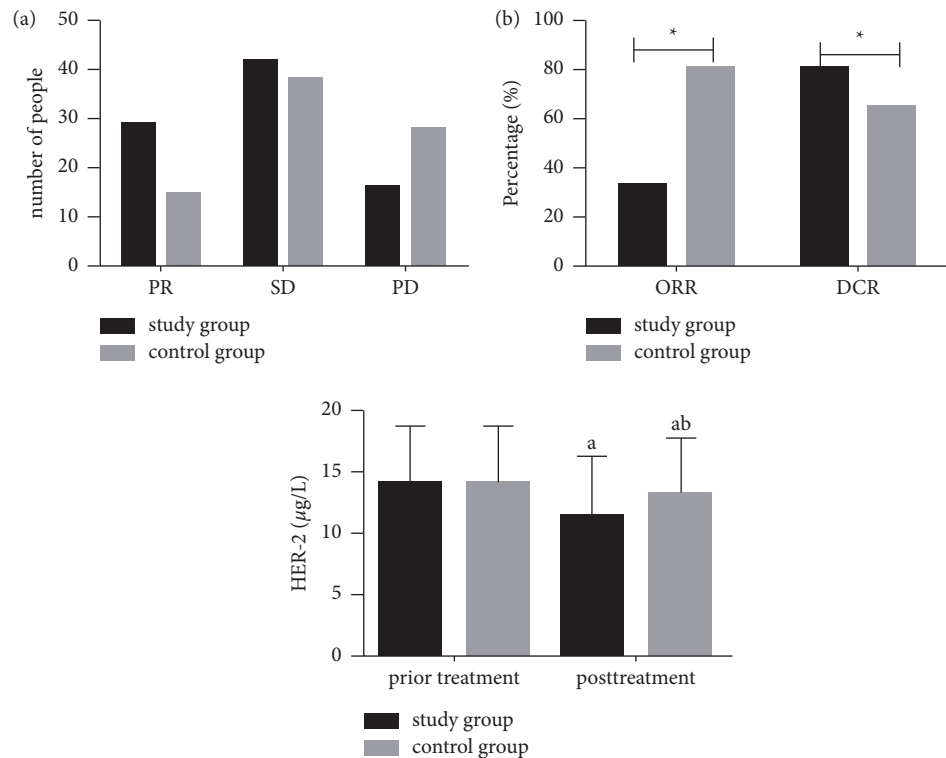 (a)
50
40
30
20
10
0
number of people
PR SD PD
study group
control group
(b)
100
80
60
40
20
0
Percentage (%)
* *
ORR DCR
study group
control group
20
15
10
5
0
HER-2 (μg/L)
a ab
prior treatment posttreatment
study group
control group